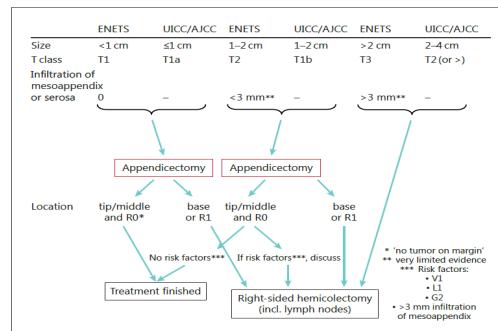 ENETS UICC/AJCC ENETS UICC/AJCC ENETS UICC/AJCC
Size <1 cm ≤1 cm 1–2 cm 1–2 cm >2 cm 2–4 cm
T class T1 T1a T2 T1b T3 T2 (or >)
Infiltration of
mesoappendix
or serosa 0 – <3 mm** – >3 mm** –
Appendicectomy Appendicectomy
Location tip/middle base tip/middle base
and R0* or R1 and R0 or R1
No risk factors*** If risk factors***, discuss
Treatment finished
Right-sided hemicolectomy
(incl. lymph nodes)
* 'no tumor on margin'
** very limited evidence
*** Risk factors:
• V1
• L1
• G2
• >3 mm infiltration
of mesoappendix